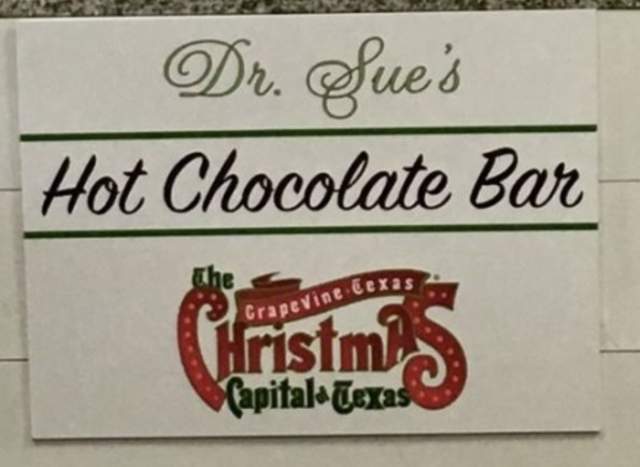 Dr. Sue's
Hot Chocolate Bar
The
Grapevine·Texas
Christmas
Capital of Texas